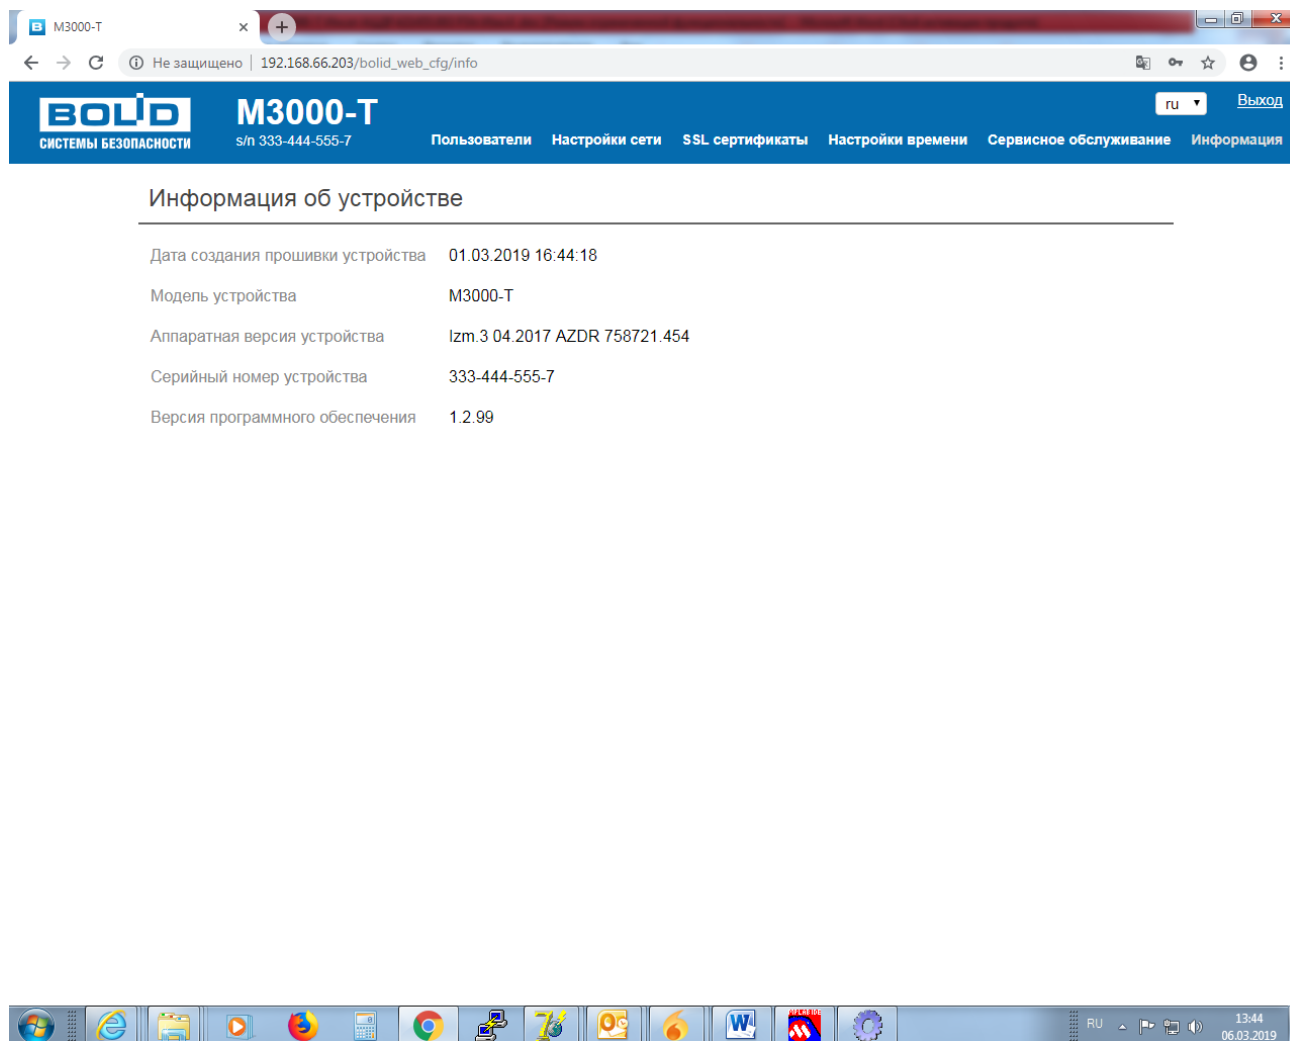 M3000-T
Не защищено | 192.168.66.203/bolid_web_cfg/info
BOLID
СИСТЕМЫ БЕЗОПАСНОСТИ
M3000-T
s/n 333-444-555-7
ru
Выход
Пользователи Настройки сети SSL сертификаты Настройки времени Сервисное обслуживание Информация
Информация об устройстве
Дата создания прошивки устройства 01.03.2019 16:44:18
Модель устройства M3000-T
Аппаратная версия устройства Izm.3 04.2017 AZDR 758721.454
Серийный номер устройства 333-444-555-7
Версия программного обеспечения 1.2.99
RU
13:44
06.03.2019